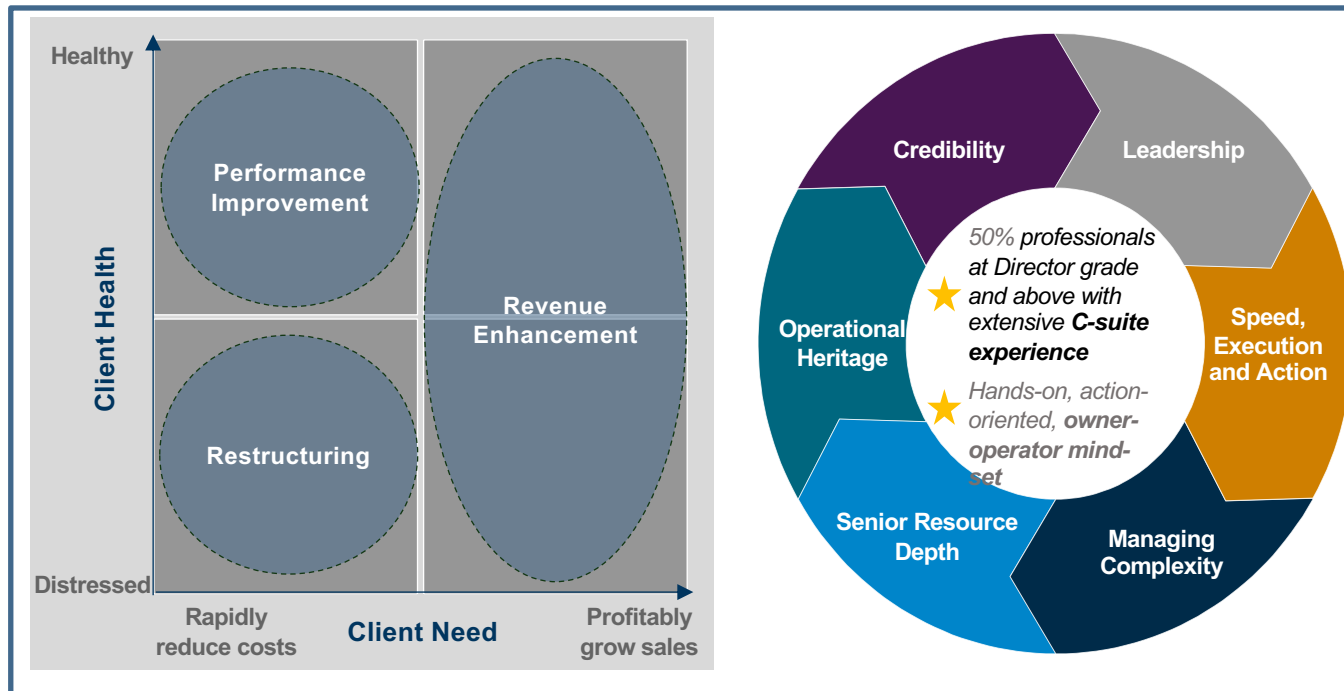 Healthy
Performance
Improvement
Client Health
Revenue
Enhancement
Restructuring
Distressed
Rapidly
reduce costs
Client Need
Profitably
grow sales
Credibility
Leadership
Speed,
Execution
and Action
Managing
Complexity
Senior Resource
Depth
Operational
Heritage
50% professionals
at Director grade
and above with
extensive C-suite
experience
Hands-on, action-
oriented, owner-
operator mind-
set